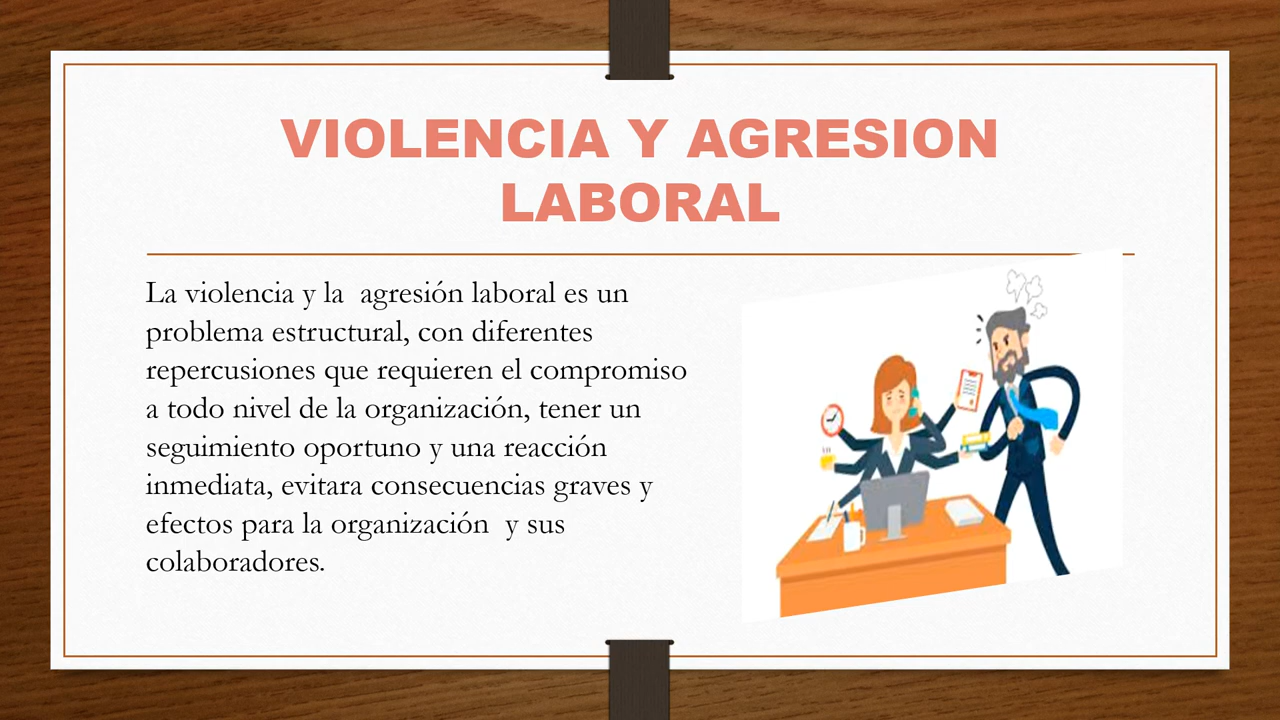 VIOLENCIA Y AGRESION
LABORAL
La violencia y la  agresión laboral es un
problema estructural, con diferentes
repercusiones que requieren el compromiso
a todo nivel de la organización, tener un
seguimiento oportuno y una reacción
inmediata, evitara consecuencias graves y
efectos para la organización  y sus
colaboradores.